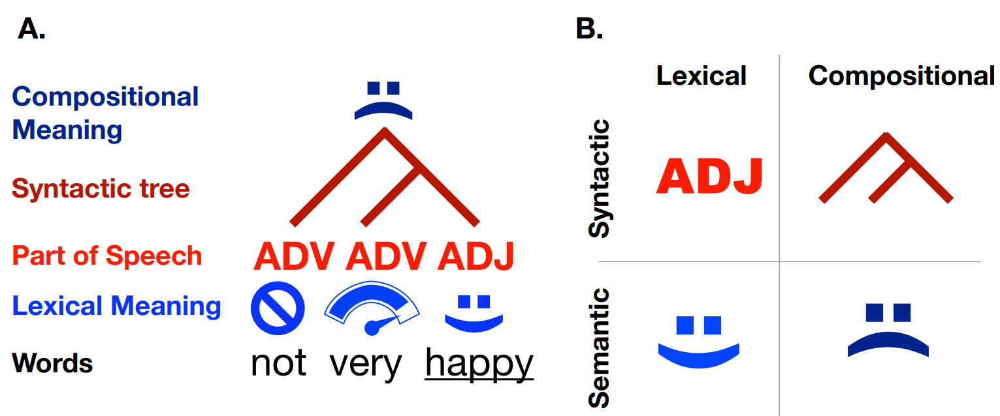 A.
Compositional
Meaning
Syntactic tree
Part of Speech
ADV ADV ADJ
Lexical Meaning
Words
not very happy
B.
Lexical
Compositional
Syntactic
ADJ
Semantic